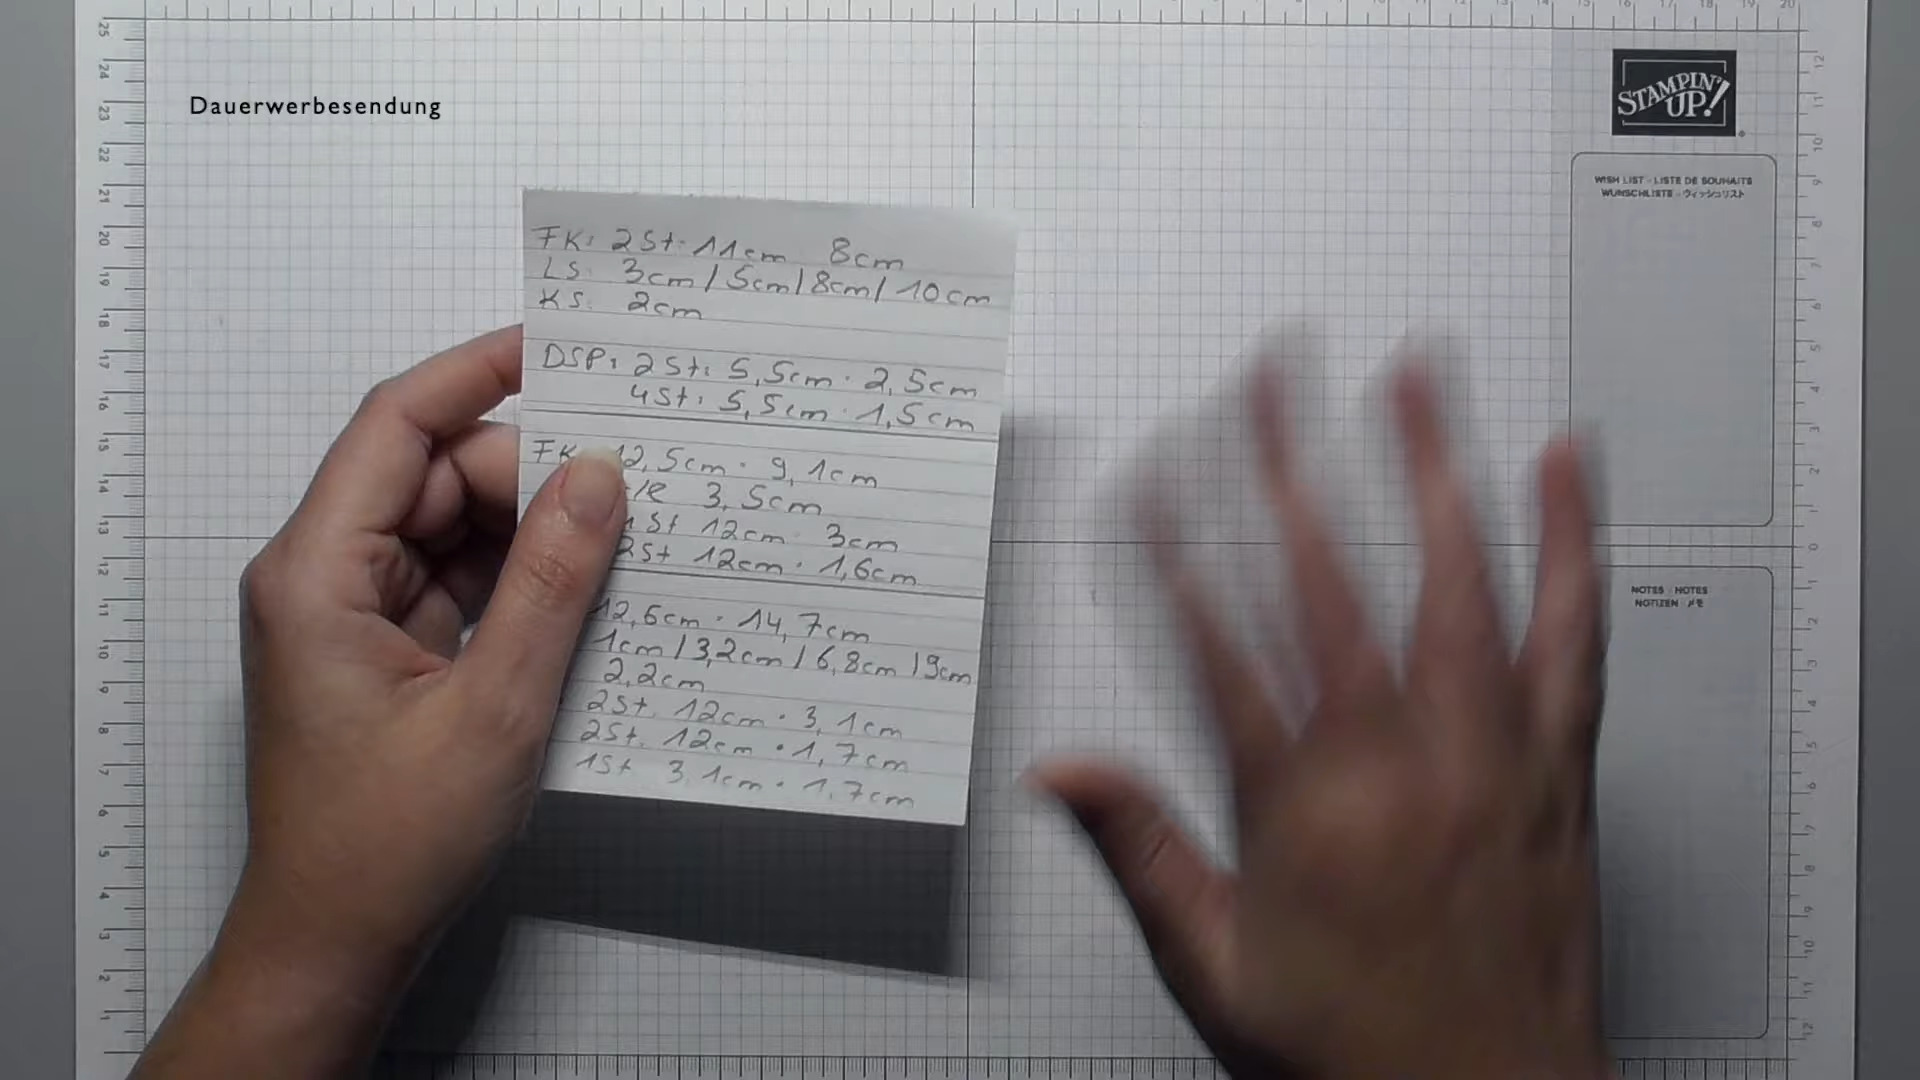 Dauerwerbesendung
STAMPIN' UP!
WISH LIST - LISTE DE SOUHAITS
WUNSCHLISTE - ウィッシュリスト
FK: 2St: 11cm 8cm
LS. 3cm / 5cm / 8cm / 10cm
KS. 2cm
DSP: 2St: 5,5cm · 2,5cm
4St: 5,5cm · 1,5cm
FK 12,5cm · 9,1cm
3,5cm
St 12cm · 3cm
2St 12cm · 1,6cm
12,6cm · 14,7cm
1cm / 3,2cm / 6,8cm / 9cm
2,2cm
2St. 12cm · 3,1cm
2St. 12cm · 1,7cm
1St 3,1cm · 1,7cm
NOTES - NOTES
NOTIZEN - メモ